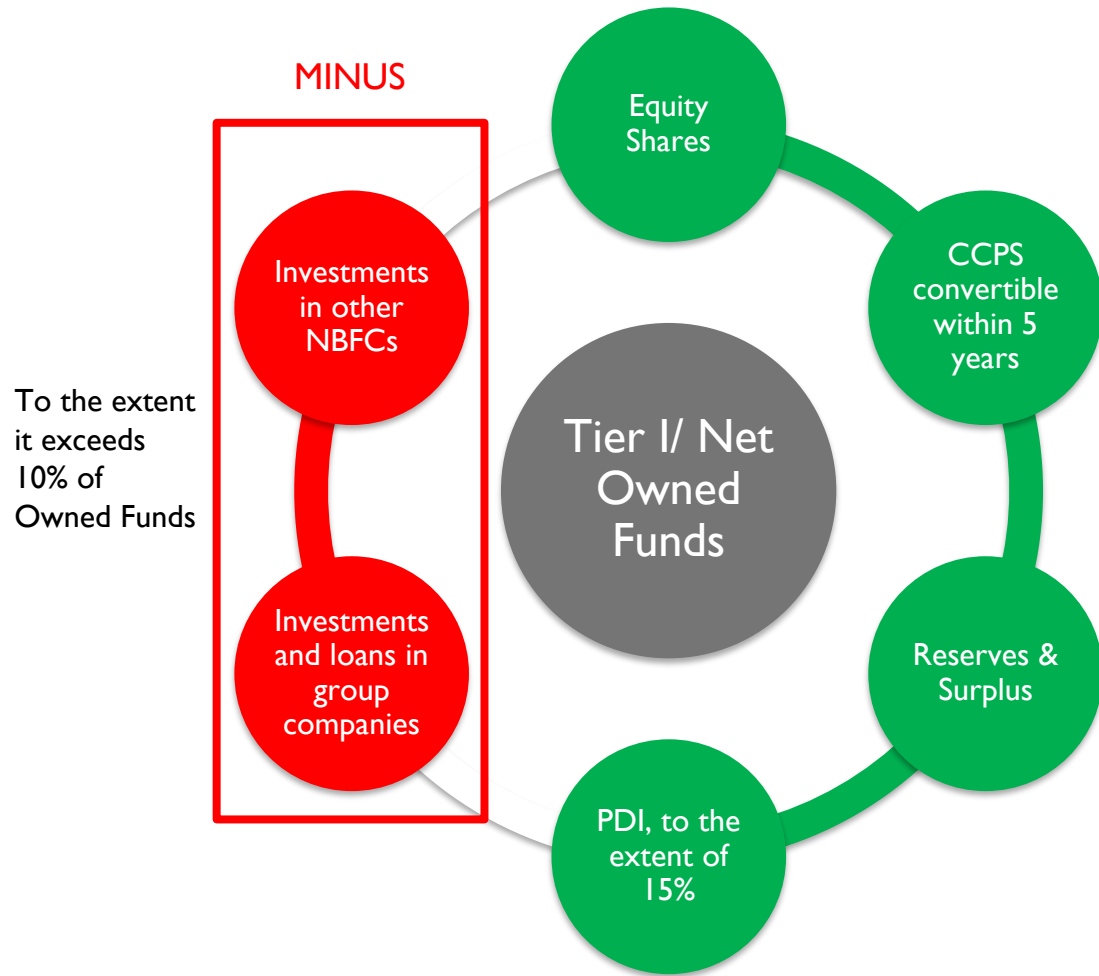 MINUS
Equity
Shares
CCPS
convertible
within 5
years
Reserves &
Surplus
PDI, to the
extent of
15%
Investments
and loans in
group
companies
Investments
in other
NBFCs
To the extent
it exceeds
10% of
Owned Funds
Tier I/ Net
Owned
Funds